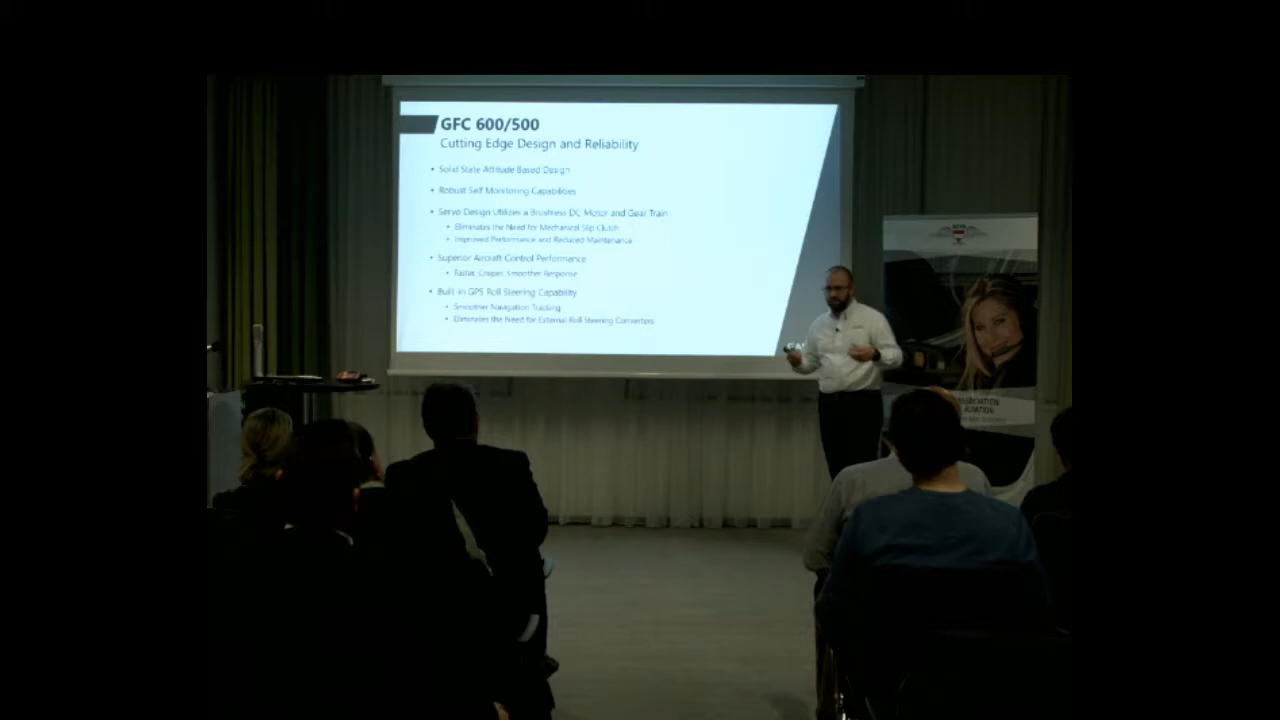 GFC 600/500
Cutting Edge Design and Reliability
• Solid State Attitude Based Design
• Robust Self Monitoring Capabilities
• Servo Design Utilizes a Brushless DC Motor and Gear Train
• Eliminates the Need for Mechanical Slip Clutch
• Improved Performance and Reduced Maintenance
• Superior Aircraft Control Performance
• Faster, Crisper, Smoother Response
• Built-in GPS Roll Steering Capability
• Smoother Navigation Tracking
• Eliminates the Need for External Roll Steering Converters